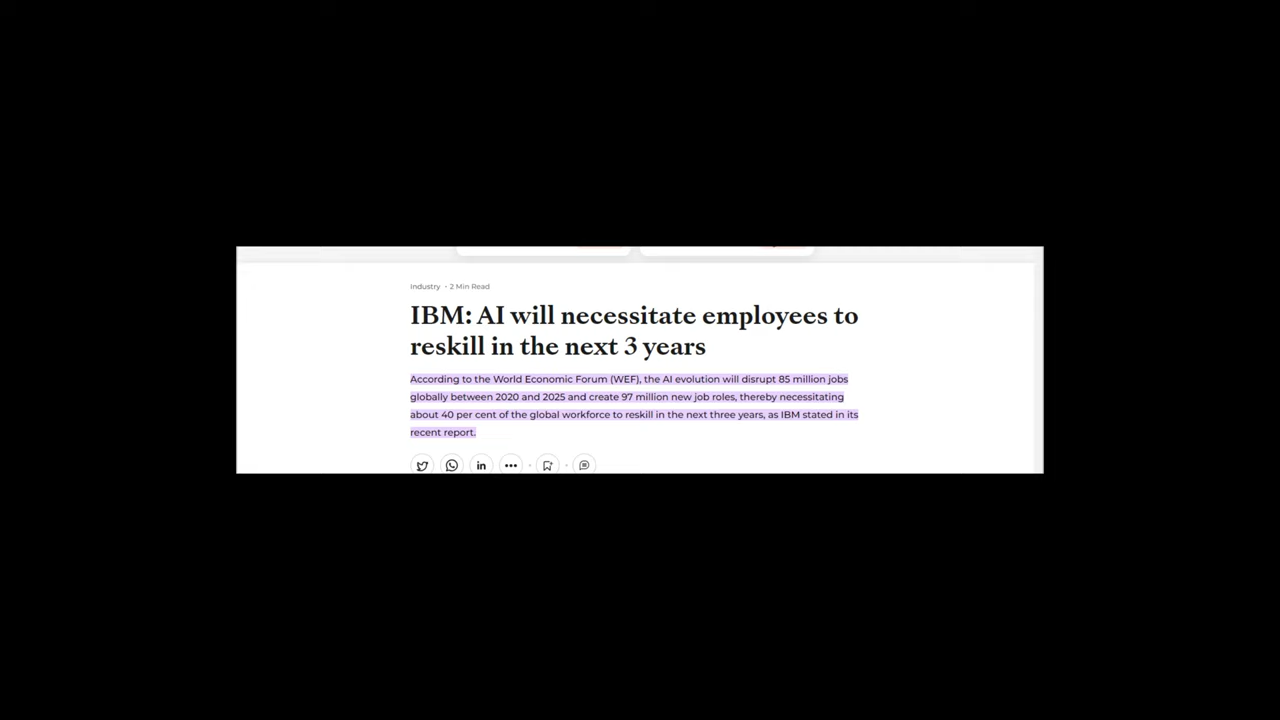 Industry • 2 Min Read
IBM: AI will necessitate employees to
reskill in the next 3 years
According to the World Economic Forum (WEF), the AI evolution will disrupt 85 million jobs
globally between 2020 and 2025 and create 97 million new job roles, thereby necessitating
about 40 per cent of the global workforce to reskill in the next three years, as IBM stated in its
recent report.
in